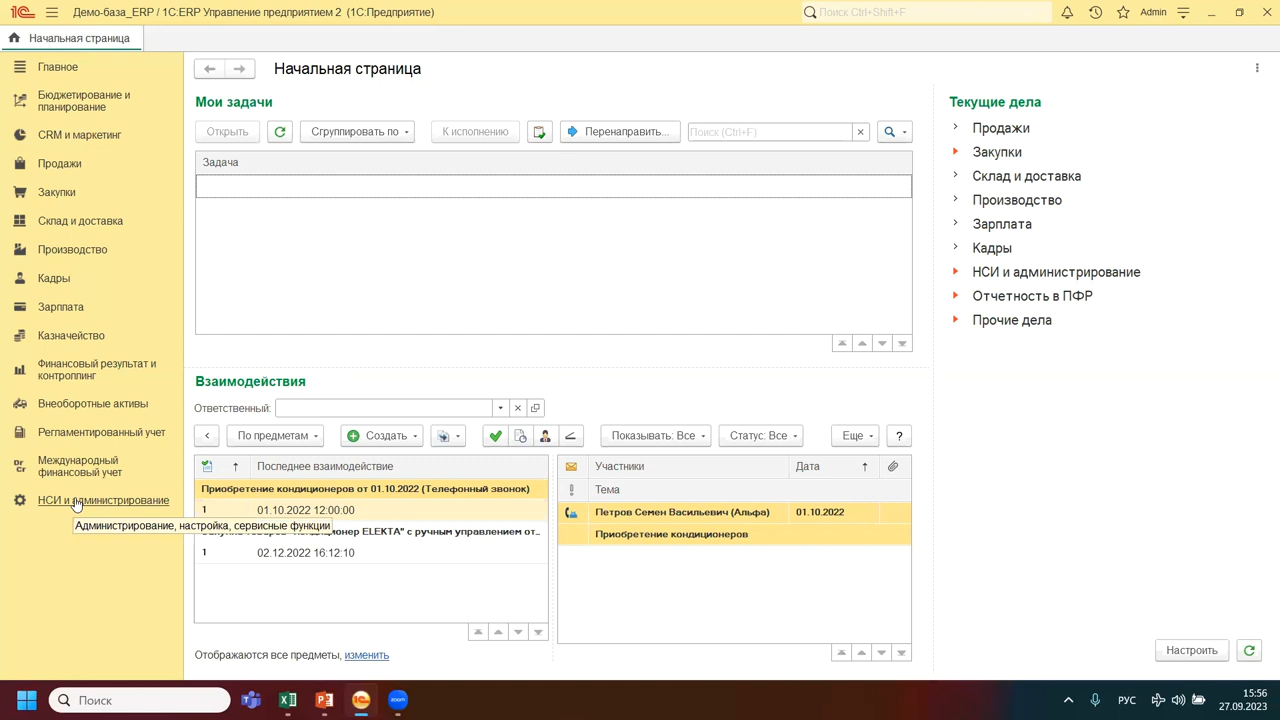 Демо-база_ERP / 1С:ERP Управление предприятием 2 (1С:Предприятие)
Поиск Ctrl+Shift+F
Admin
Начальная страница
Главное
Бюджетирование и
планирование
CRM и маркетинг
Продажи
Закупки
Склад и доставка
Производство
Кадры
Зарплата
Казначейство
Финансовый результат и
контроллинг
Внеоборотные активы
Регламентированный учет
Dr
Cr
Международный
финансовый учет
НСИ и администрирование
Администрирование, настройка, сервисные функции
Начальная страница
Мои задачи
Открыть
Сгруппировать по
К исполнению
Перенаправить...
Поиск (Ctrl+F)
Задача
Взаимодействия
Ответственный:
По предметам
Создать
Показывать: Все
Статус: Все
Еще
?
Последнее взаимодействие
Приобретение кондиционеров от 01.10.2022 (Телефонный звонок)
1 01.10.2022 12:00:00
ELEKTA" с ручным управлением от...
1 02.12.2022 16:12:10
Участники Дата
Тема
Петров Семен Васильевич (Альфа) 01.10.2022
Приобретение кондиционеров
Отображаются все предметы, изменить
Текущие дела
Продажи
Закупки
Склад и доставка
Производство
Зарплата
Кадры
НСИ и администрирование
Отчетность в ПФР
Прочие дела
Настроить
Поиск
РУС
15:56
27.09.2023